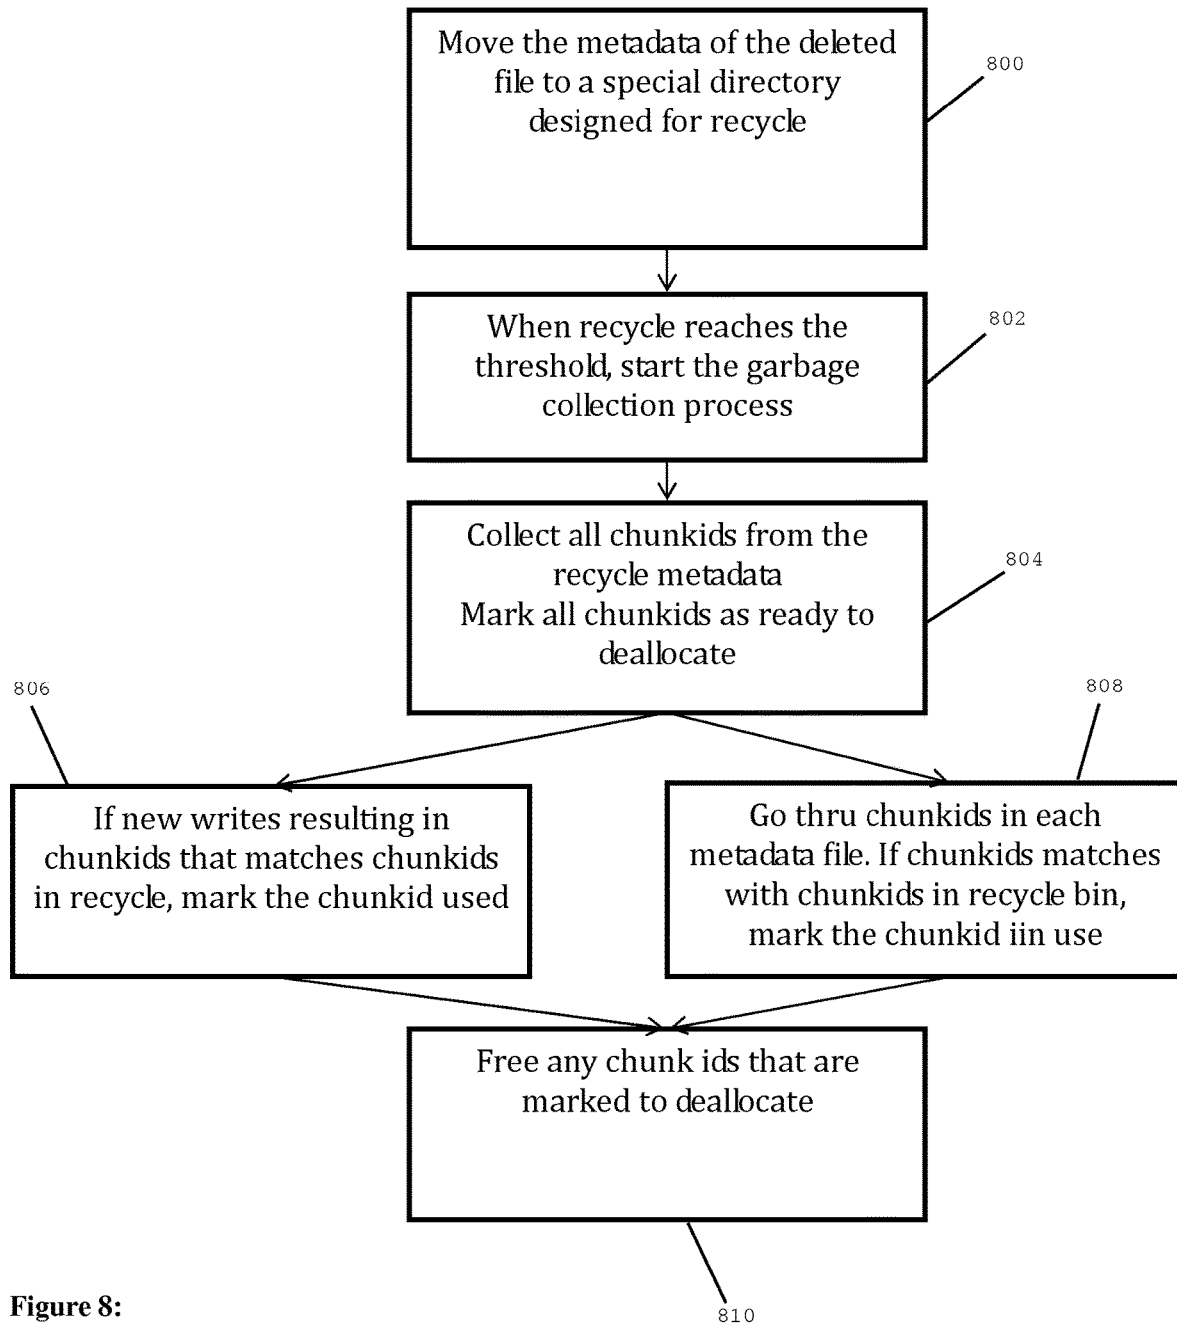 Move the metadata of the deleted
file to a special directory
designed for recycle
800
When recycle reaches the
threshold, start the garbage
collection process
802
Collect all chunkids from the
recycle metadata
Mark all chunkids as ready to
deallocate
804
806
If new writes resulting in
chunkids that matches chunkids
in recycle, mark the chunkid used
808
Go thru chunkids in each
metadata file. If chunkids matches
with chunkids in recycle bin,
mark the chunkid iin use
Free any chunk ids that are
marked to deallocate
810
Figure 8: